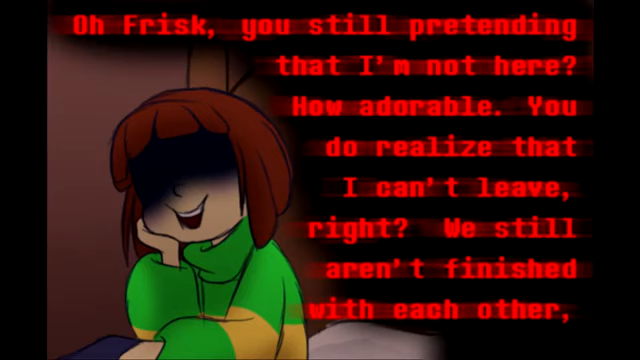 Oh Frisk, you still pretending
that I'm not here?
How adorable. You
do realize that
I can't leave,
right? We still
aren't finished
with each other,